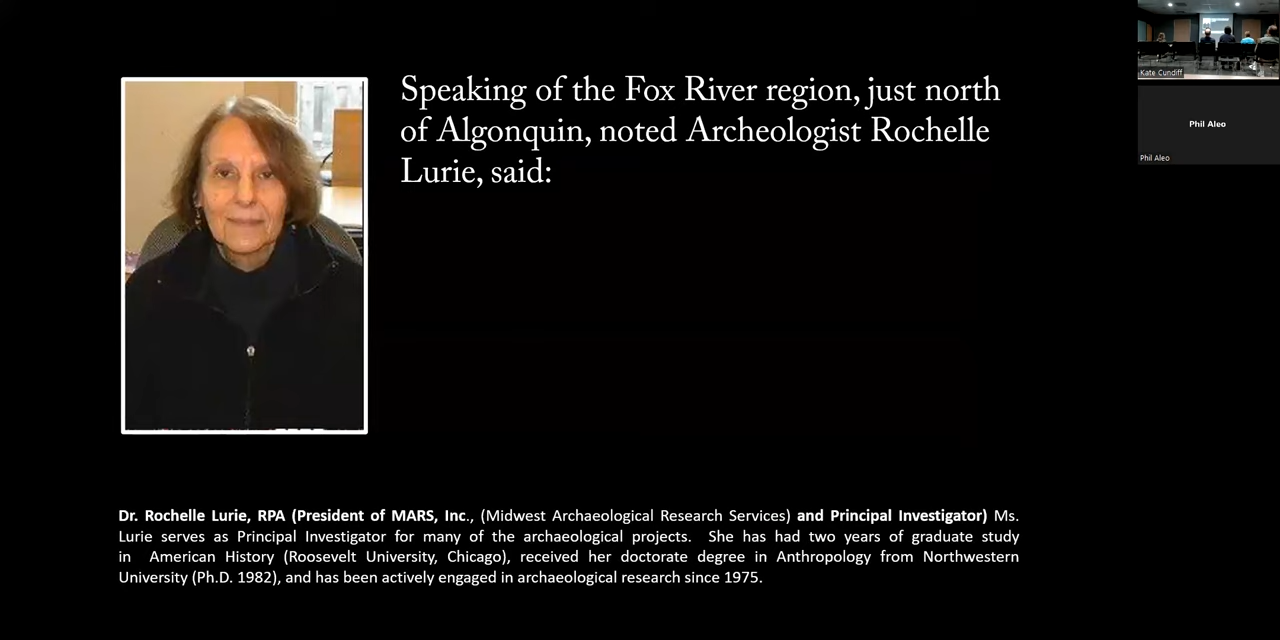 Speaking of the Fox River region, just north
of Algonquin, noted Archeologist Rochelle
Lurie, said:
Kate Cundiff
Phil Aleo
Phil Aleo
Dr. Rochelle Lurie, RPA (President of MARS, Inc., (Midwest Archaeological Research Services) and Principal Investigator) Ms.
Lurie serves as Principal Investigator for many of the archaeological projects. She has had two years of graduate study
in American History (Roosevelt University, Chicago), received her doctorate degree in Anthropology from Northwestern
University (Ph.D. 1982), and has been actively engaged in archaeological research since 1975.